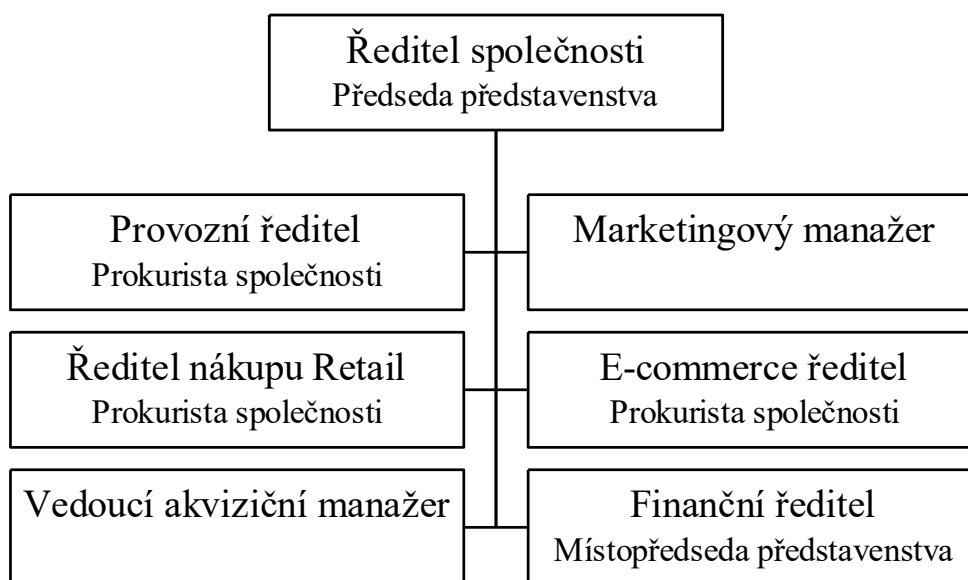 Ředitel společnosti
Předseda představenstva
Provozní ředitel
Prokurista společnosti
Marketingový manažer
Ředitel nákupu Retail
Prokurista společnosti
E-commerce ředitel
Prokurista společnosti
Vedoucí akviziční manažer
Finanční ředitel
Místopředseda představenstva